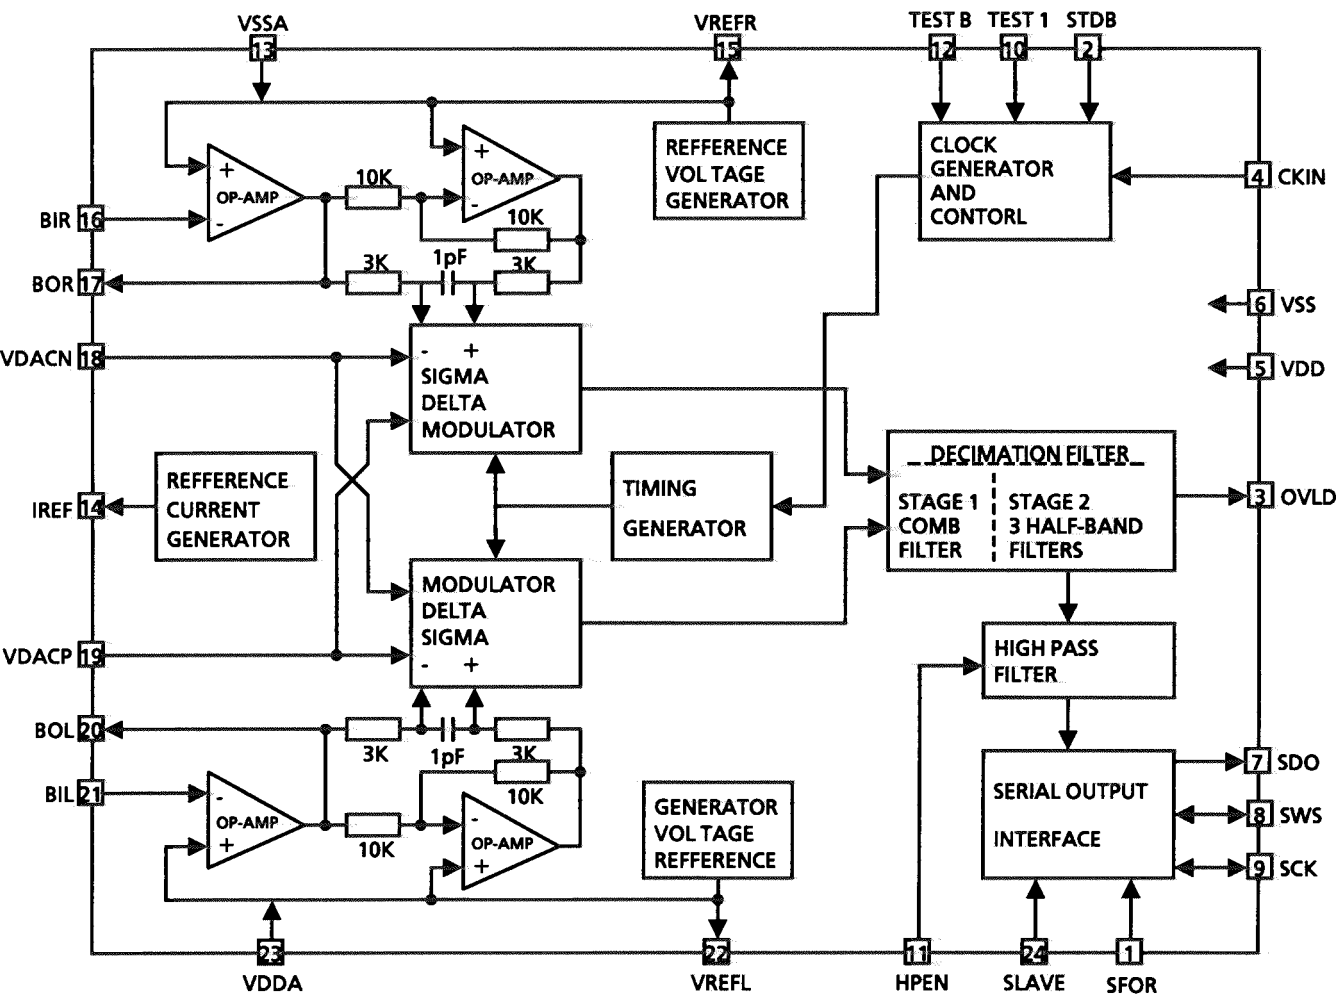 VSSA
VREFR
TEST B
TEST 1
STDB
13
15
12
10
2
REFFERENCE
VOL TAGE
GENERATOR
CLOCK
GENERATOR
AND
CONTORL
4 CKIN
+
OP-AMP
-
10K
+
OP-AMP
-
10K
BIR 16
BOR 17
3K
1pF
3K
6 VSS
5 VDD
VDACN 18
- +
SIGMA
DELTA
MODULATOR
REFFERENCE
CURRENT
GENERATOR
IREF 14
TIMING
GENERATOR
DECIMATION FILTER
STAGE 1
COMB
FILTER
STAGE 2
3 HALF-BAND
FILTERS
3 OVLD
MODULATOR
DELTA
SIGMA
- +
VDACP 19
HIGH PASS
FILTER
BOL 20
3K
1pF
3K
BIL 21
-
OP-AMP
+
10K
10K
-
OP-AMP
+
GENERATOR
VOL TAGE
REFFERENCE
SERIAL OUTPUT
INTERFACE
7 SDO
8 SWS
9 SCK
23
22
11
24
1
VDDA
VREFL
HPEN
SLAVE
SFOR